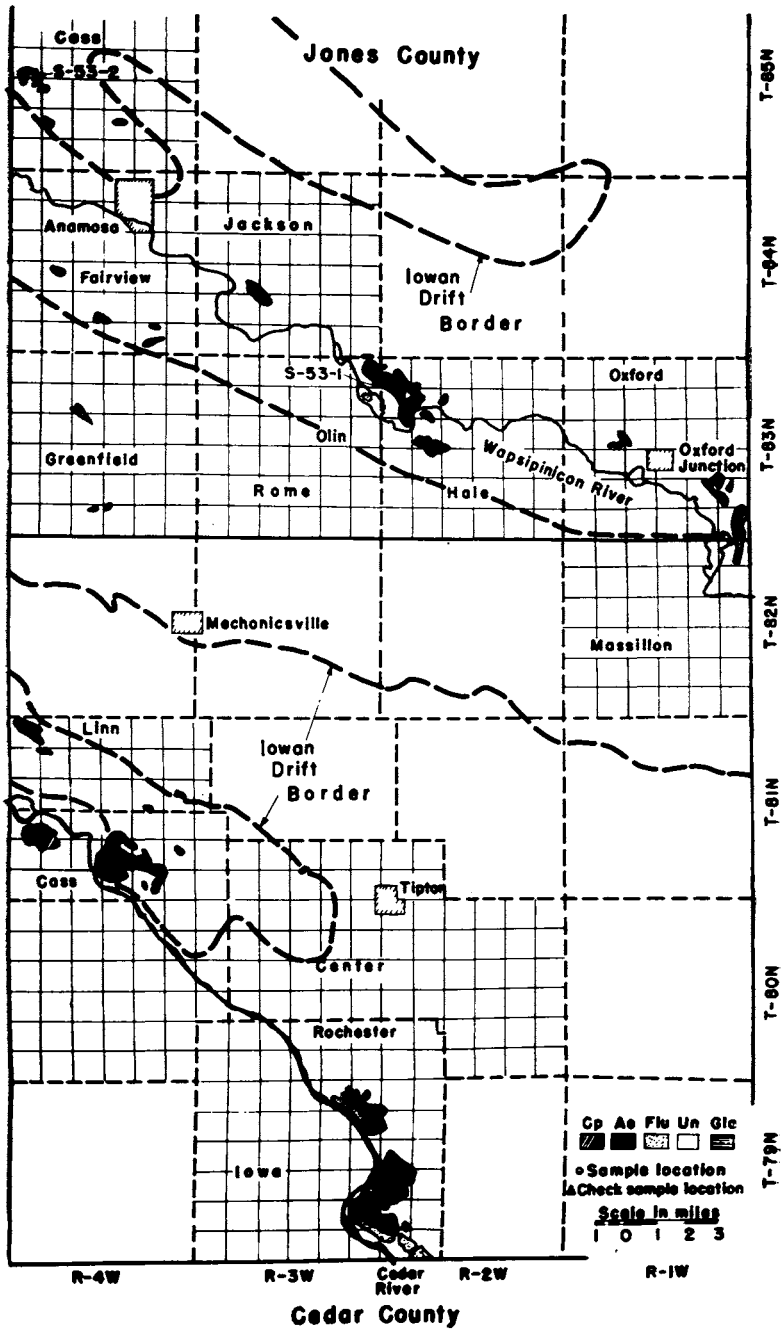 Cass
S-53-2
Jones County
T-85N
Anamosa
Jackson
Fairview
Iowan
Drift
Border
T-84N
S-53-1
Oxford
Olin
Greenfield
Rome
Hale
Wapsipinicon River
Oxford
Junction
T-83N
Mechanicsville
Massillon
T-82N
Linn
Iowan
Drift
Border
T-81N
Cass
Tipton
Center
T-80N
Rochester
Iowa
Cp Ae Flu Un Glc
Sample location
Check sample location
Scale in miles
1 0 1 2 3
T-79N
R-4W
R-3W
Cedar
River
R-2W
R-1W
Cedar County